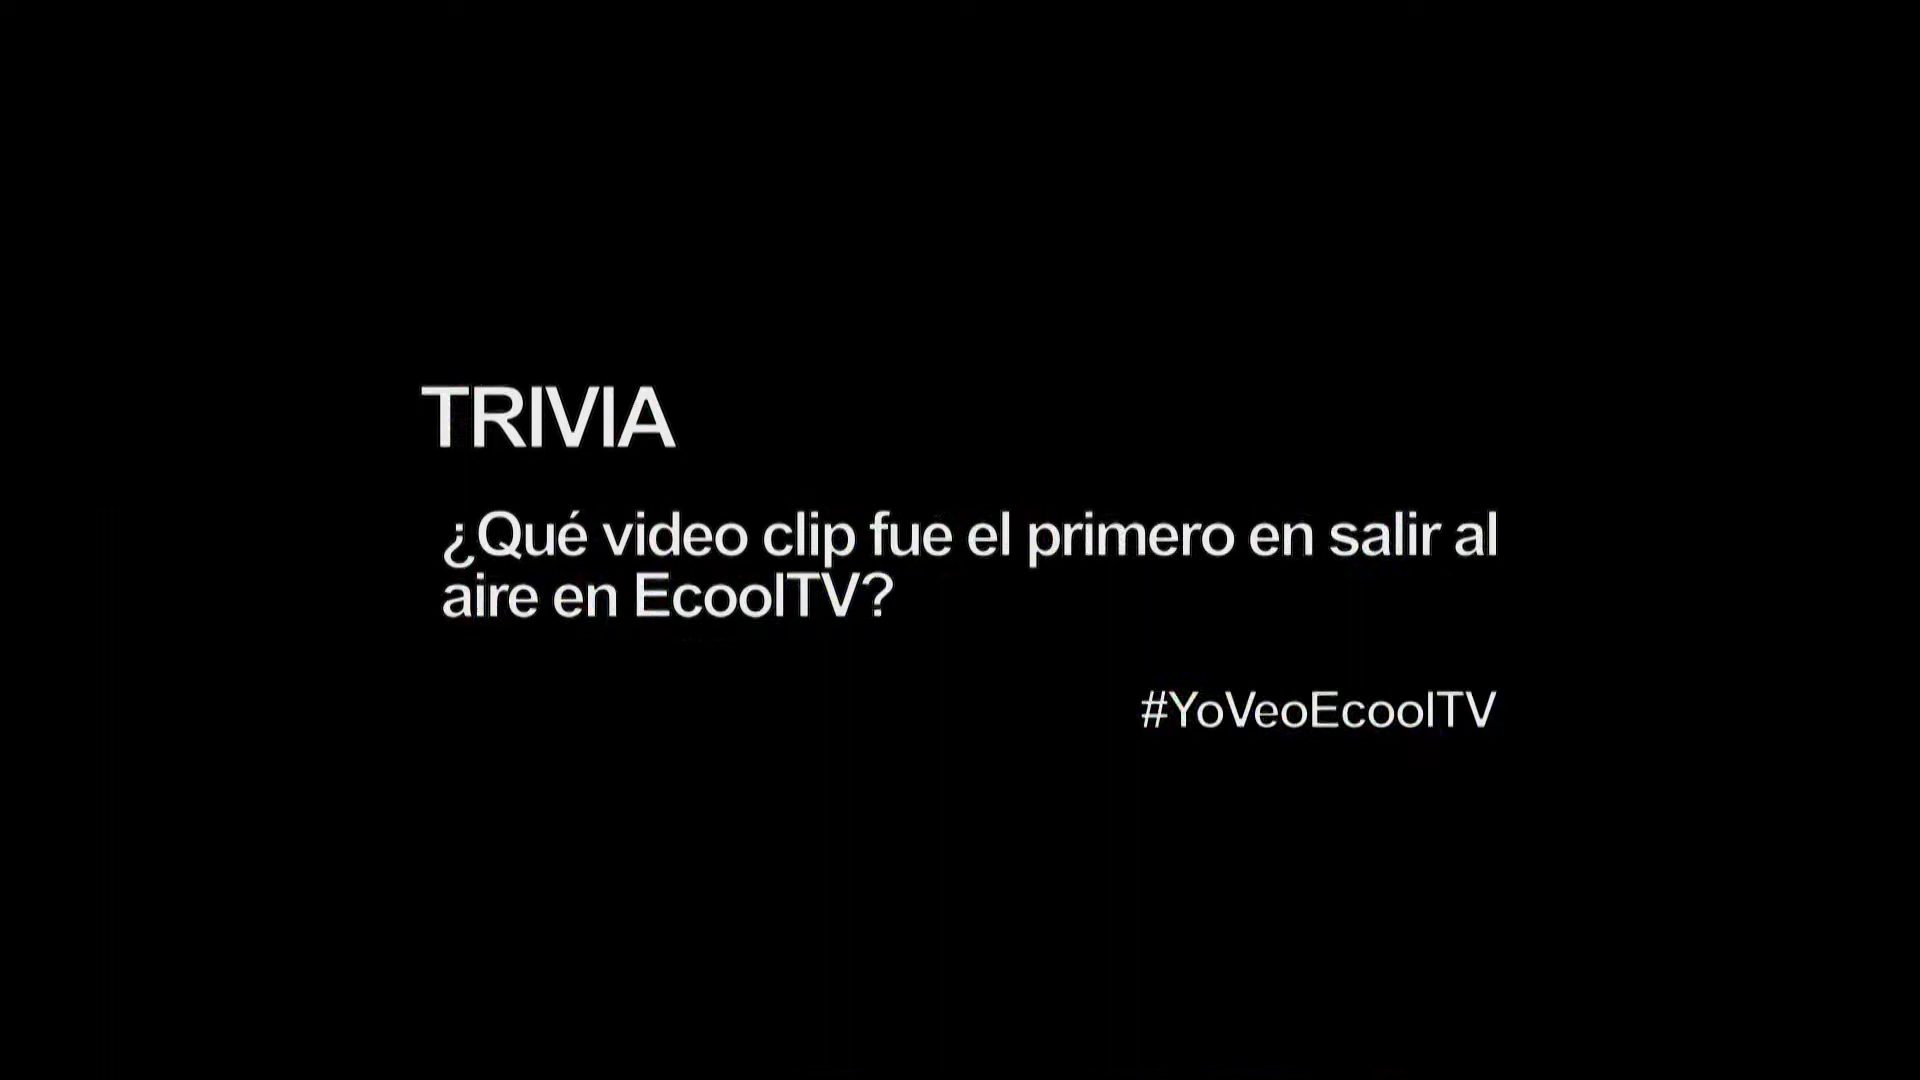 TRIVIA
¿Qué video clip fue el primero en salir al
aire en EcoolTV?
#YoVeoEcoolTV